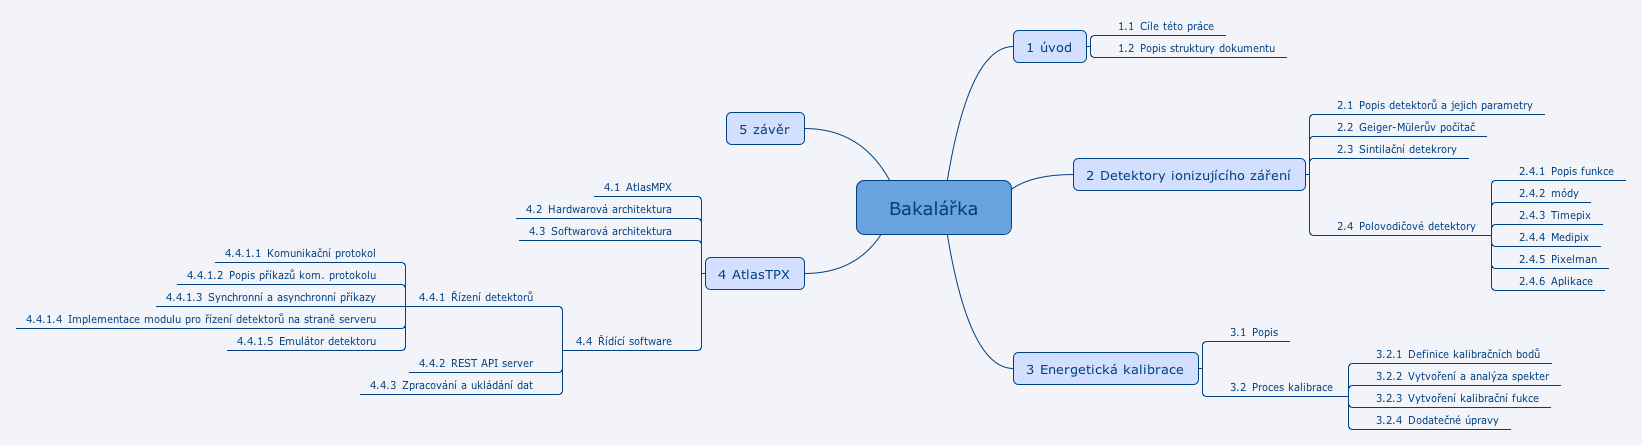 Bakalářka
1 úvod
1.1 Cíle této práce
1.2 Popis struktury dokumentu
2 Detektory ionizujícího záření
2.1 Popis detektorů a jejich parametry
2.2 Geiger-Mülerův počítač
2.3 Sintilační detekrory
2.4 Polovodičové detektory
2.4.1 Popis funkce
2.4.2 módy
2.4.3 Timepix
2.4.4 Medipix
2.4.5 Pixelman
2.4.6 Aplikace
3 Energetická kalibrace
3.1 Popis
3.2 Proces kalibrace
3.2.1 Definice kalibračních bodů
3.2.2 Vytvoření a analýza spekter
3.2.3 Vytvoření kalibrační fukce
3.2.4 Dodatečné úpravy
4 AtlasTPX
4.1 AtlasMPX
4.2 Hardwarová architektura
4.3 Softwarová architektura
4.4 Řídící software
4.4.1 Řízení detektorů
4.4.1.1 Komunikační protokol
4.4.1.2 Popis příkazů kom. protokolu
4.4.1.3 Synchronní a asynchronní příkazy
4.4.1.4 Implementace modulu pro řízení detektorů na straně serveru
4.4.1.5 Emulátor detektoru
4.4.2 REST API server
4.4.3 Zpracování a ukládání dat
5 závěr